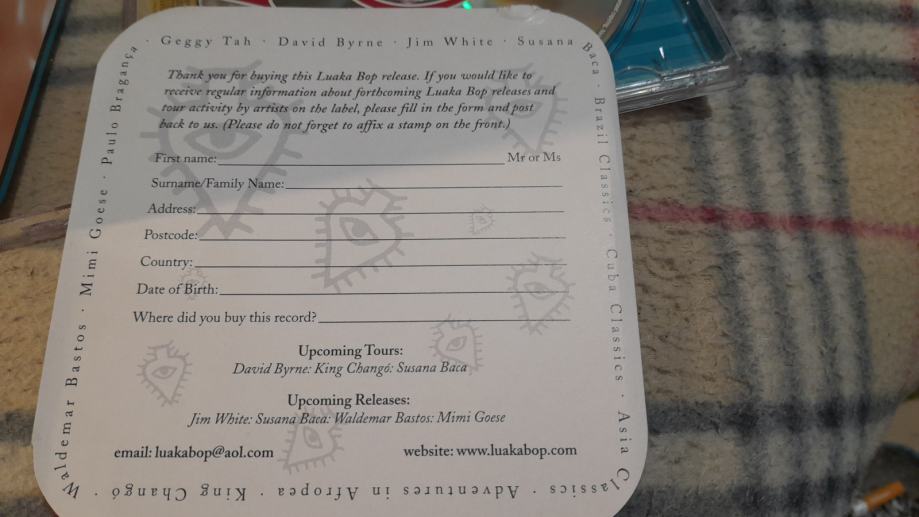 Geggy Tah · David Byrne · Jim White · Susana Baca · Brazil Classics · Cuba Classics · Asia Classics · Adventures in Afropea · King Changó · Waldemar Bastos · Mimi Goese · Paulo Bragança ·
Thank you for buying this Luaka Bop release. If you would like to
receive regular information about forthcoming Luaka Bop releases and
tour activity by artists on the label, please fill in the form and post
back to us. (Please do not forget to affix a stamp on the front.)
First name: Mr or Ms
Surname/Family Name:
Address:
Postcode:
Country:
Date of Birth:
Where did you buy this record?
Upcoming Tours:
David Byrne: King Changó: Susana Baca
Upcoming Releases:
Jim White: Susana Baca: Waldemar Bastos: Mimi Goese
email: luakabop@aol.com website: www.luakabop.com